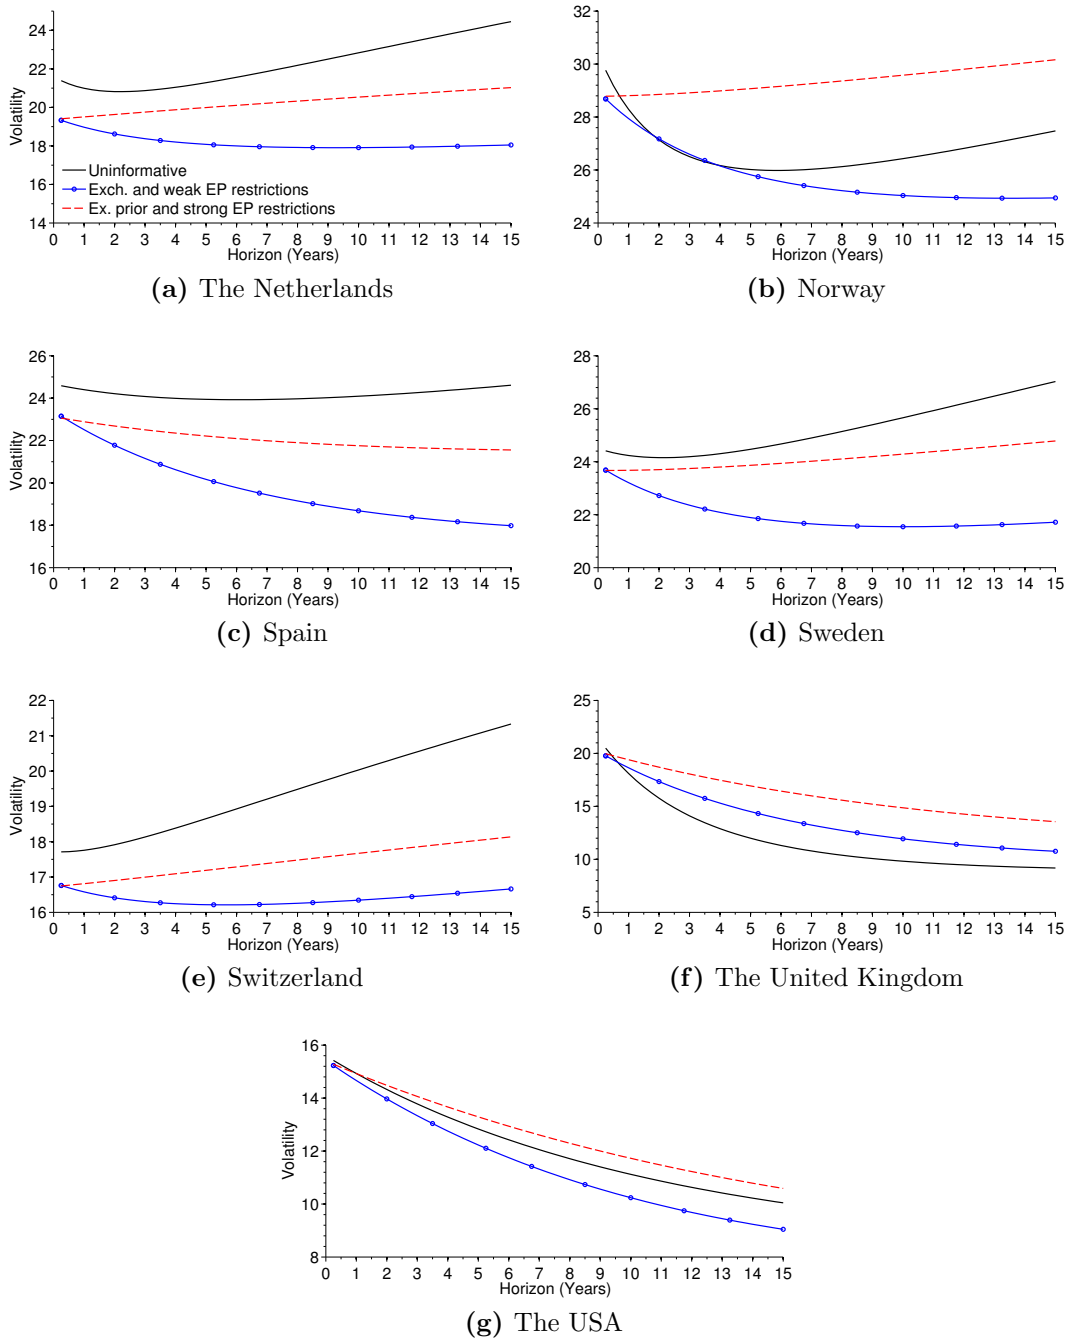 24
22
20
18
16
14
Volatility
Uninformative
Exch. and weak EP restrictions
Ex. prior and strong EP restrictions
0 1 2 3 4 5 6 7 8 9 10 11 12 13 14 15
Horizon (Years)
(a) The Netherlands
32
30
28
26
24
0 1 2 3 4 5 6 7 8 9 10 11 12 13 14 15
Horizon (Years)
(b) Norway
26
24
22
20
18
16
Volatility
0 1 2 3 4 5 6 7 8 9 10 11 12 13 14 15
Horizon (Years)
(c) Spain
28
26
24
22
20
0 1 2 3 4 5 6 7 8 9 10 11 12 13 14 15
Horizon (Years)
(d) Sweden
22
21
20
19
18
17
16
Volatility
0 1 2 3 4 5 6 7 8 9 10 11 12 13 14 15
Horizon (Years)
(e) Switzerland
25
20
15
10
5
0 1 2 3 4 5 6 7 8 9 10 11 12 13 14 15
Horizon (Years)
(f) The United Kingdom
16
14
12
10
8
Volatility
0 1 2 3 4 5 6 7 8 9 10 11 12 13 14 15
Horizon (Years)
(g) The USA